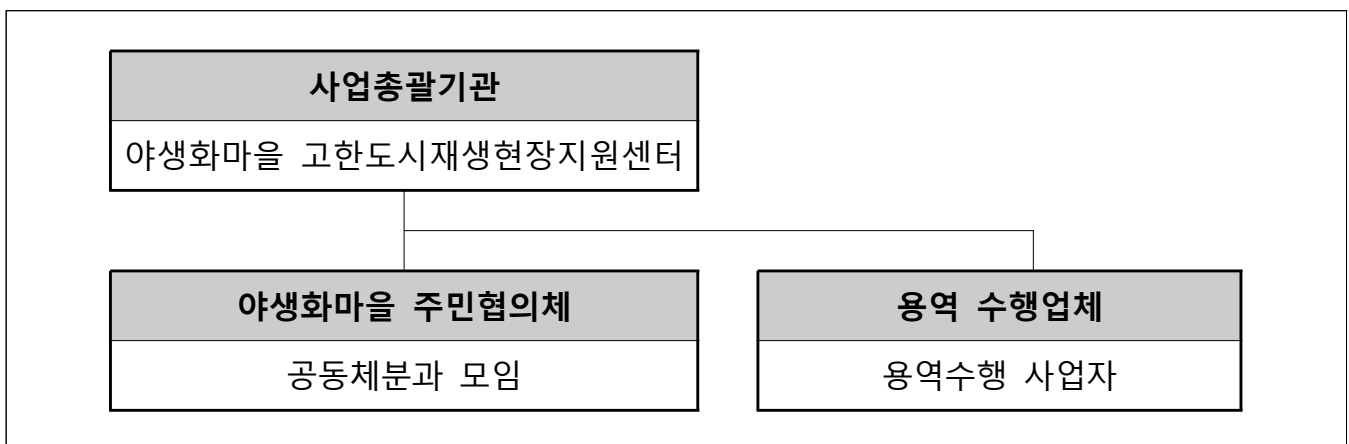 사업총괄기관
야생화마을 고한도시재생현장지원센터
야생화마을 주민협의체
공동체분과 모임
용역 수행업체
용역수행 사업자